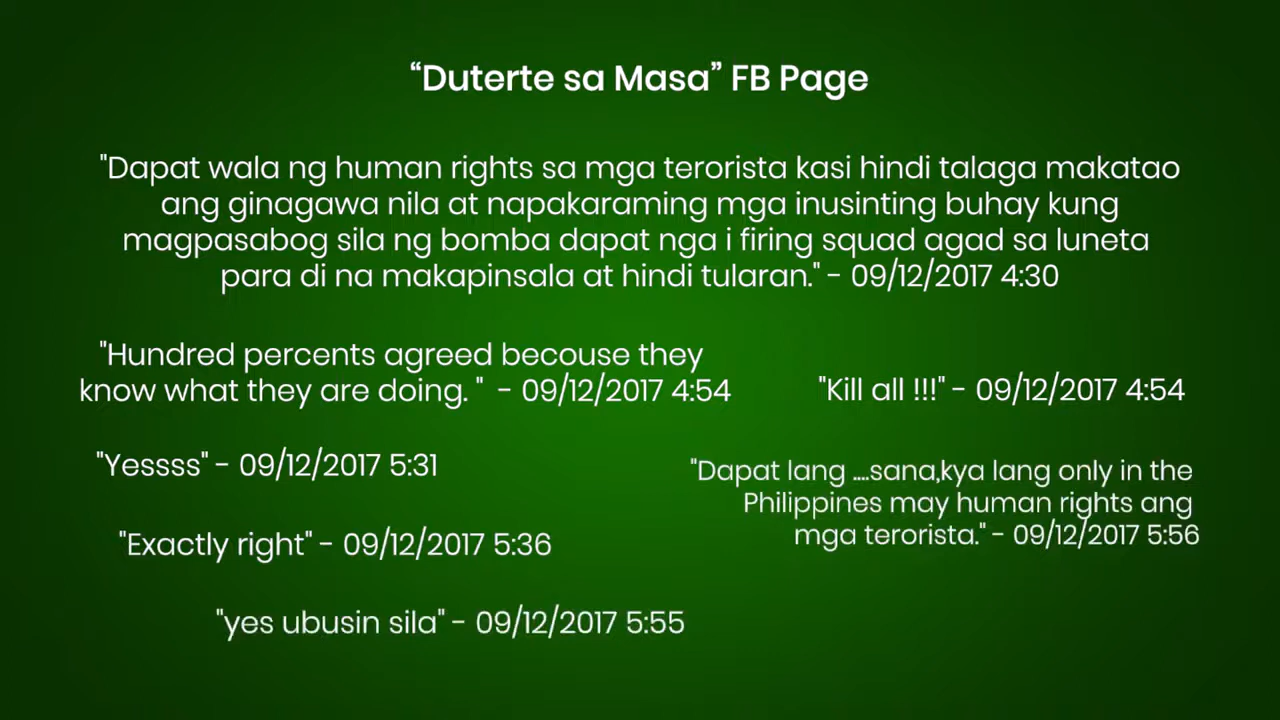 “Duterte sa Masa” FB Page
"Dapat wala ng human rights sa mga terorista kasi hindi talaga makatao
ang ginagawa nila at napakaraming mga inusinting buhay kung
magpasabog sila ng bomba dapat nga i firing squad agad sa luneta
para di na makapinsala at hindi tularan." - 09/12/2017 4:30
"Hundred percents agreed becouse they
know what they are doing. " - 09/12/2017 4:54
"Kill all !!!" - 09/12/2017 4:54
"Yessss" - 09/12/2017 5:31
"Dapat lang ....sana,kya lang only in the
Philippines may human rights ang
mga terorista." - 09/12/2017 5:56
"Exactly right" - 09/12/2017 5:36
"yes ubusin sila" - 09/12/2017 5:55